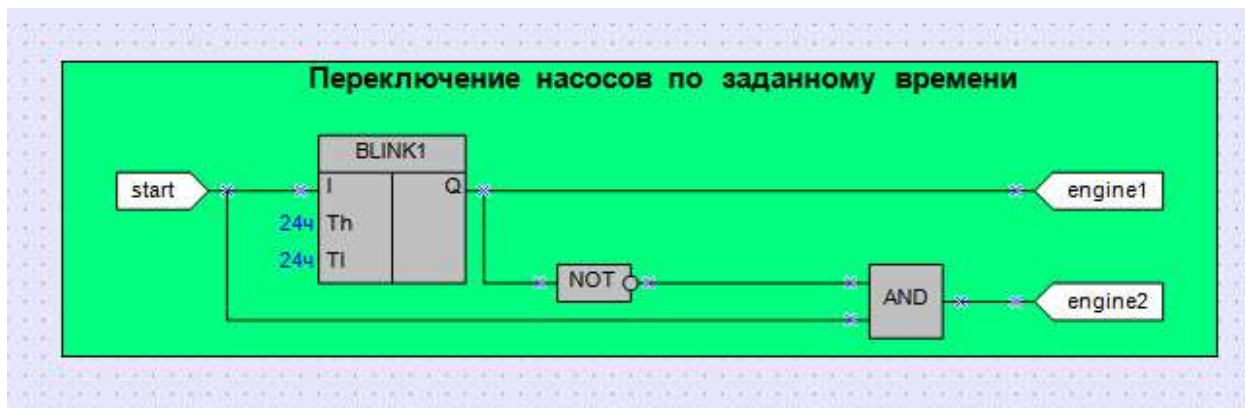 Переключение насосов по заданному времени
BLINK1
start
I
Q
engine1
24ч
Th
24ч
Tl
NOT
AND
engine2